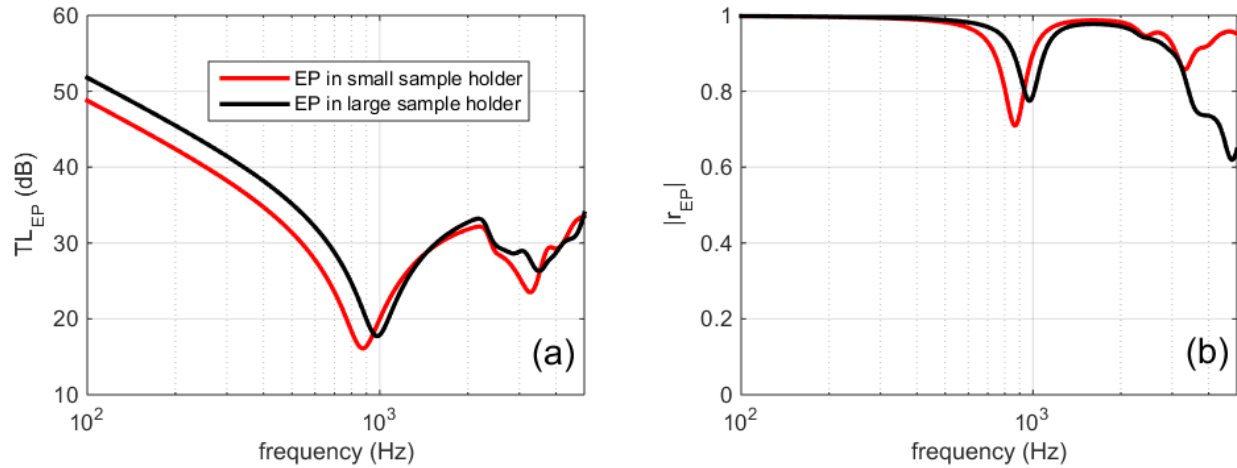 60
50
40
30
20
10
TL_EP (dB)
EP in small sample holder
EP in large sample holder
(a)
10^2
10^3
frequency (Hz)
1
0.8
0.6
0.4
0.2
0
|r_EP|
(b)
10^2
10^3
frequency (Hz)